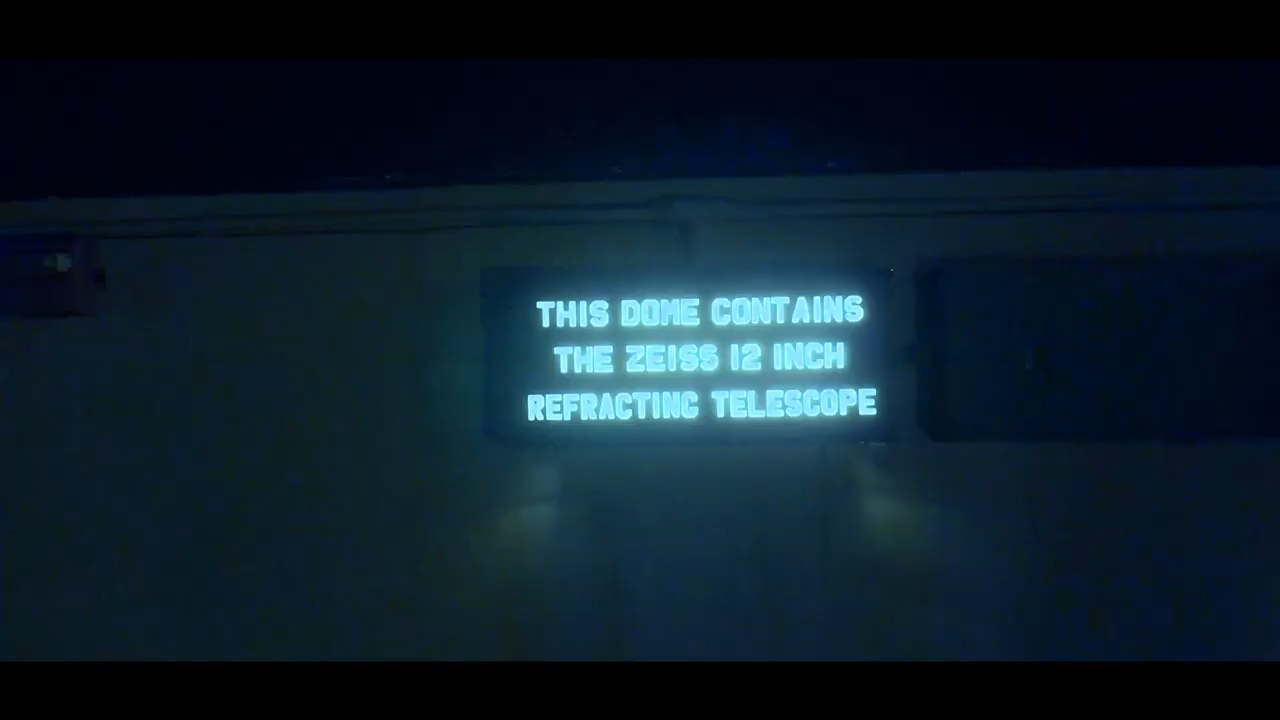 THIS DOME CONTAINS
THE ZEISS 12 INCH
REFRACTING TELESCOPE